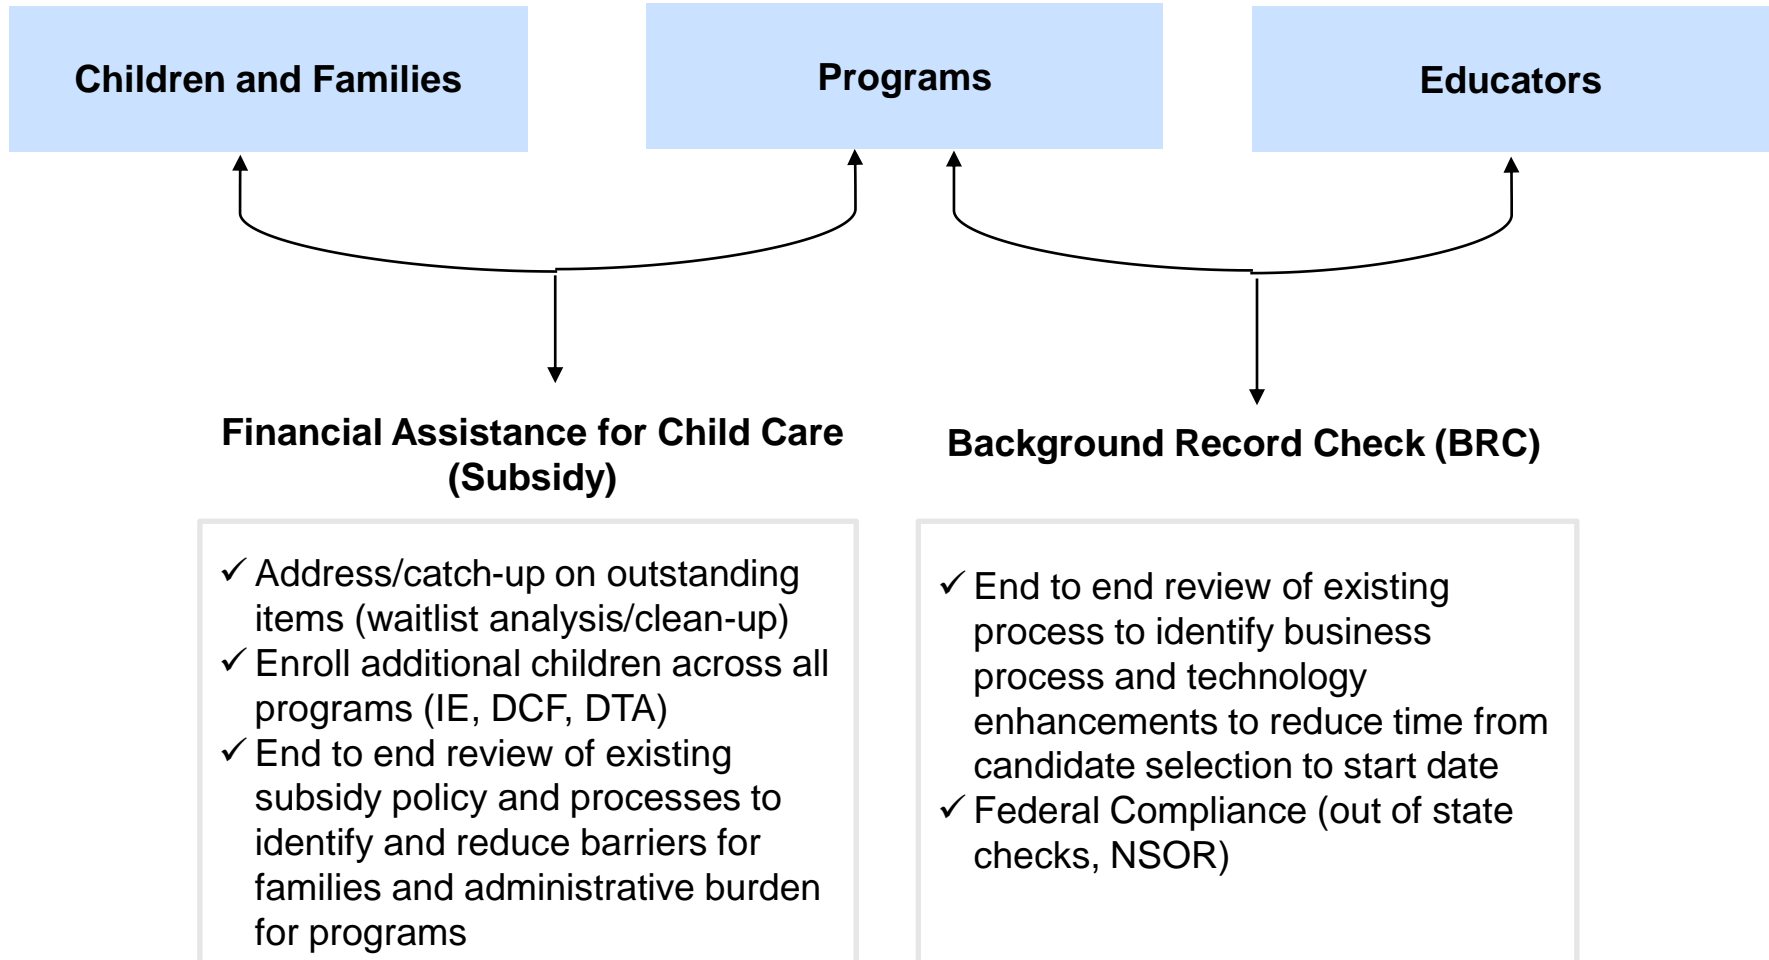 Children and Families
Programs
Educators
Financial Assistance for Child Care
(Subsidy)
✓ Address/catch-up on outstanding
items (waitlist analysis/clean-up)
✓ Enroll additional children across all
programs (IE, DCF, DTA)
✓ End to end review of existing
subsidy policy and processes to
identify and reduce barriers for
families and administrative burden
for programs
Background Record Check (BRC)
✓ End to end review of existing
process to identify business
process and technology
enhancements to reduce time from
candidate selection to start date
✓ Federal Compliance (out of state
checks, NSOR)